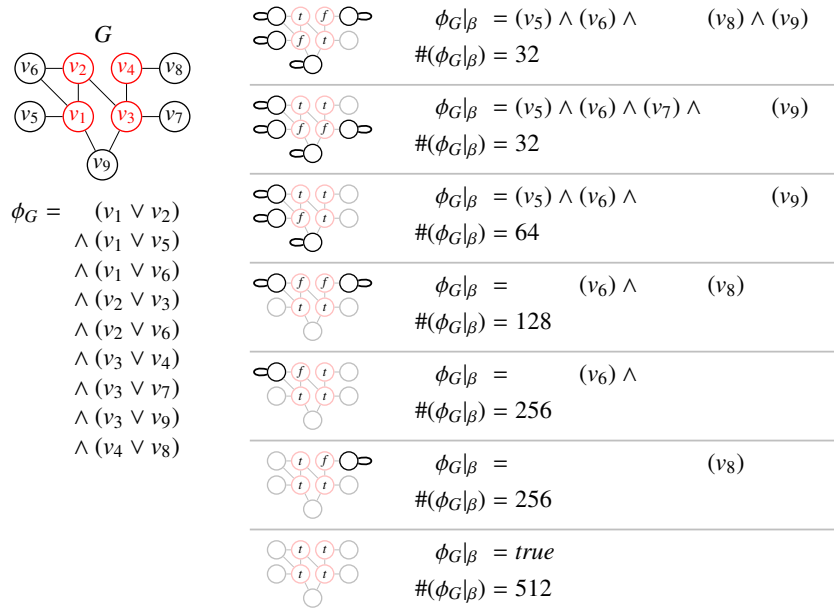 G
v6 v2 v4 v8
v5 v1 v3 v7
v9
ϕG = (v1 ∨ v2)
∧ (v1 ∨ v5)
∧ (v1 ∨ v6)
∧ (v2 ∨ v3)
∧ (v2 ∨ v6)
∧ (v3 ∨ v4)
∧ (v3 ∨ v7)
∧ (v3 ∨ v9)
∧ (v4 ∨ v8)
t f
f t
ϕG|β = (v5) ∧ (v6) ∧ (v8) ∧ (v9)
#(ϕG|β) = 32
t t
f f
ϕG|β = (v5) ∧ (v6) ∧ (v7) ∧ (v9)
#(ϕG|β) = 32
t t
f t
ϕG|β = (v5) ∧ (v6) ∧ (v9)
#(ϕG|β) = 64
f f
t t
ϕG|β = (v6) ∧ (v8)
#(ϕG|β) = 128
f t
t t
ϕG|β = (v6) ∧
#(ϕG|β) = 256
t f
t t
ϕG|β = (v8)
#(ϕG|β) = 256
t t
t t
ϕG|β = true
#(ϕG|β) = 512